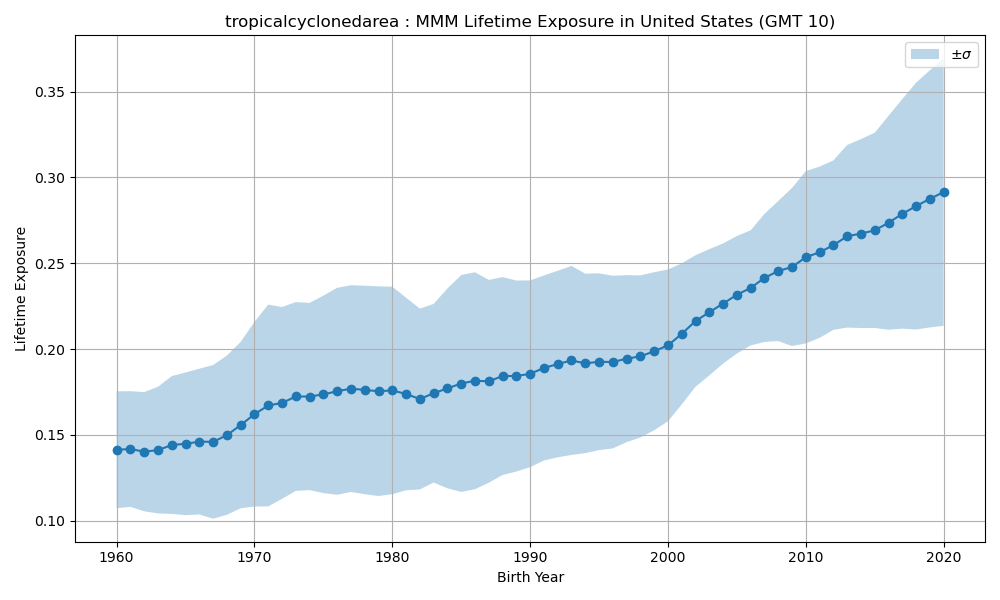 tropicalcyclonedarea : MMM Lifetime Exposure in United States (GMT 10)
±σ
Lifetime Exposure
0.35
0.30
0.25
0.20
0.15
0.10
1960 1970 1980 1990 2000 2010 2020
Birth Year